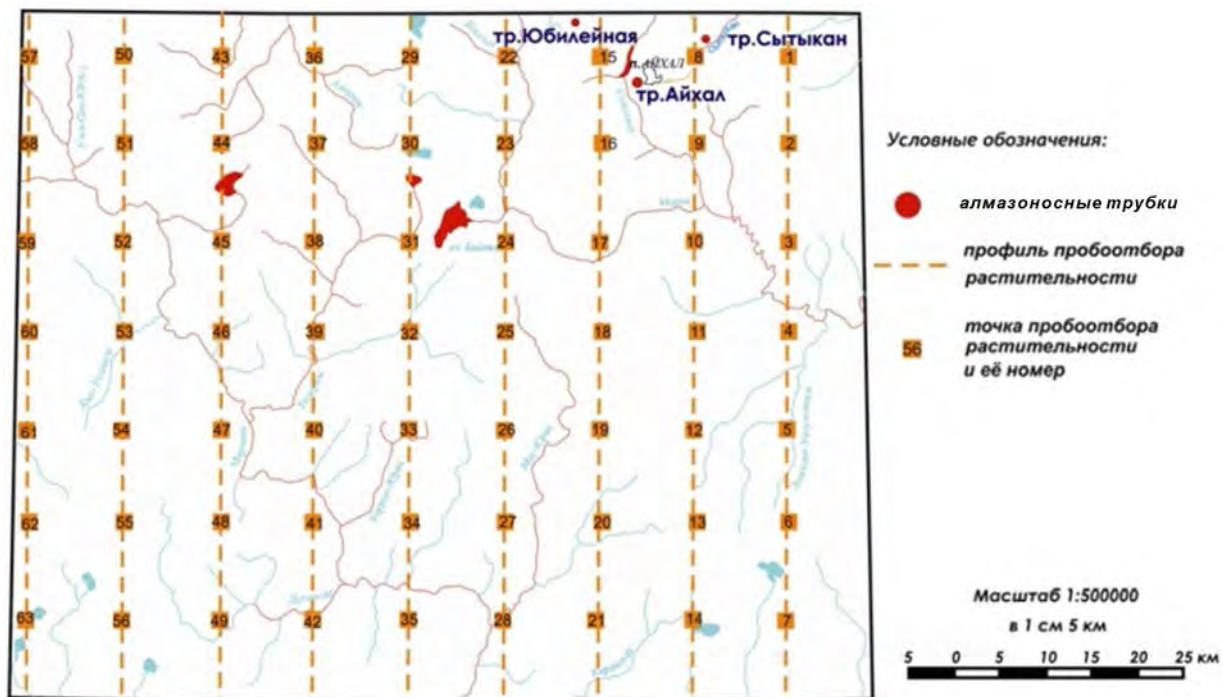 тр.Юбилейная
тр.Сытыкан
57 50 43 36 29 22 15 8 1
п. АЙХАЛ
тр.Айхал
58 51 44 37 30 23 16 9 2
59 52 45 38 31 24 17 10 3
60 53 46 39 32 25 18 11 4
61 54 47 40 33 26 19 12 5
62 55 48 41 34 27 20 13 6
63 56 49 42 35 28 21 14 7
Условные обозначения:
алмазоносные трубки
профиль пробоотбора
растительности
56
точка пробоотбора
растительности
и её номер
Масштаб 1:500000
в 1 см 5 км
5 0 5 10 15 20 25 км